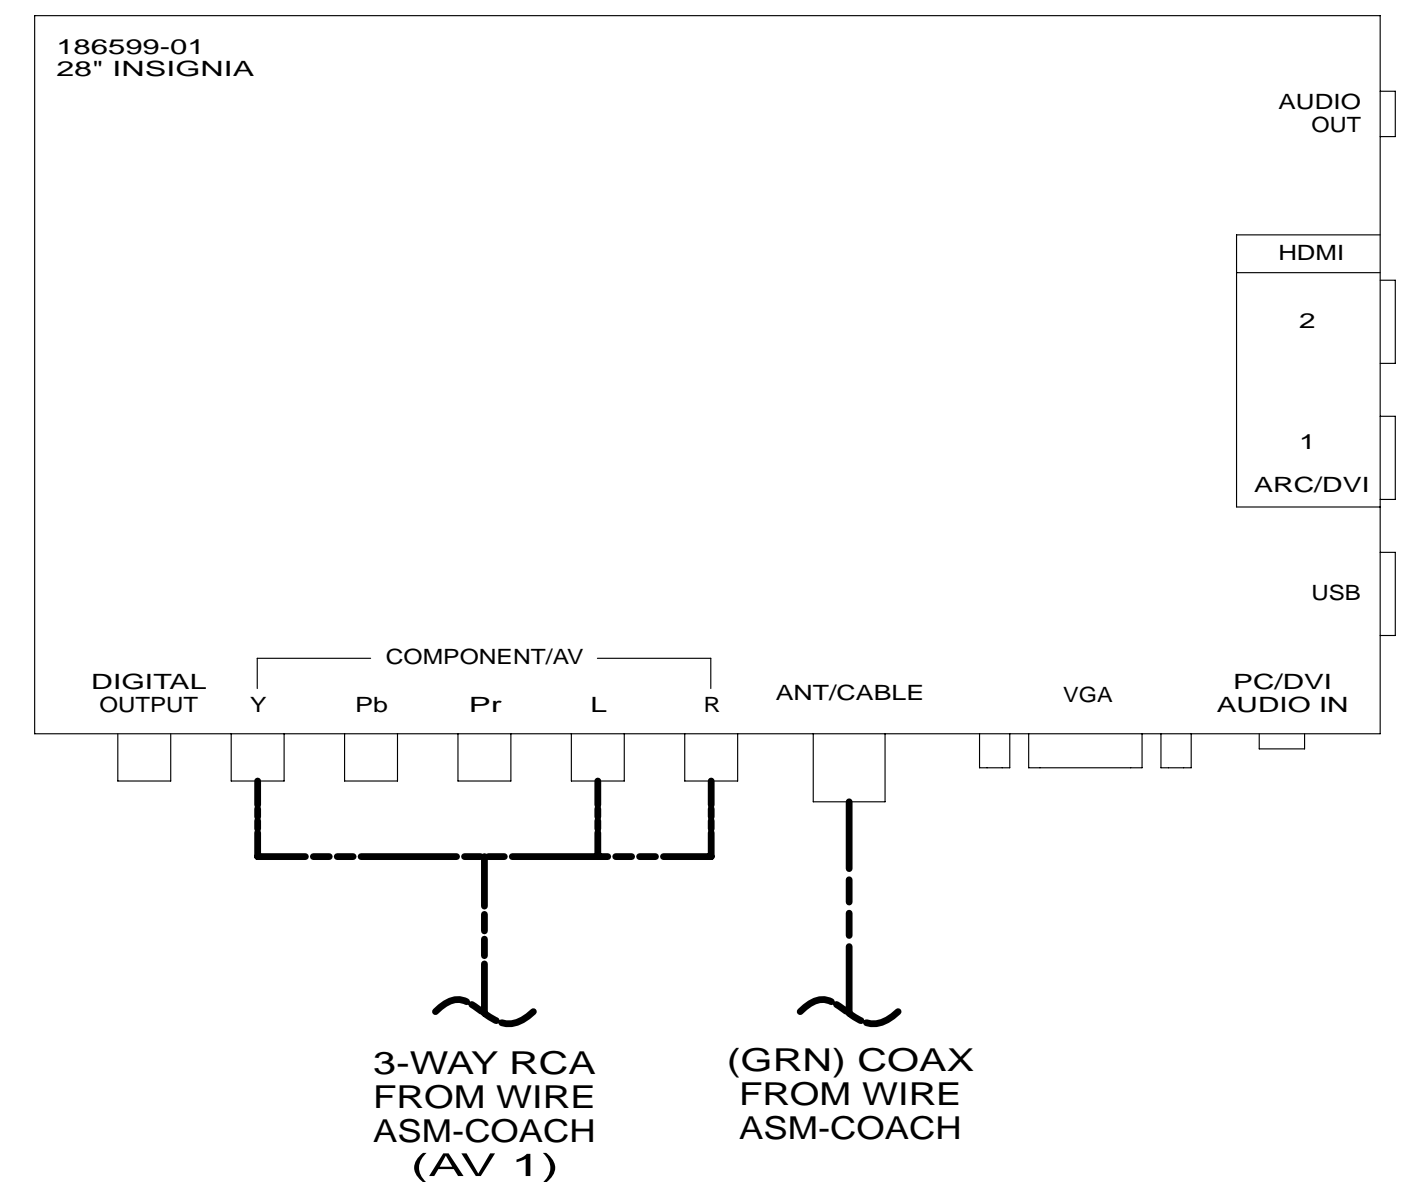 186599-01
28" INSIGNIA
AUDIO
OUT
HDMI
2
1
ARC/DVI
USB
COMPONENT/AV
DIGITAL
OUTPUT
Y
Pb
Pr
L
R
ANT/CABLE
VGA
PC/DVI
AUDIO IN
3-WAY RCA
FROM WIRE
ASM-COACH
(AV 1)
(GRN) COAX
FROM WIRE
ASM-COACH